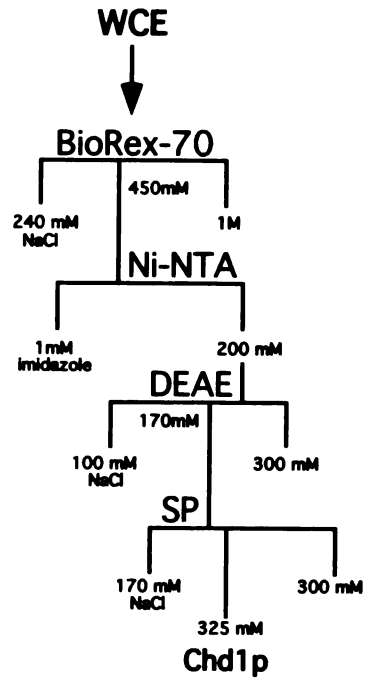 WCE
BioRex-70
450mM
240 mM
NaCl
1M
Ni-NTA
1mM
imidazole
200 mM
DEAE
170mM
100 mM
NaCl
300 mM
SP
170 mM
NaCl
300 mM
325 mM
Chd1p